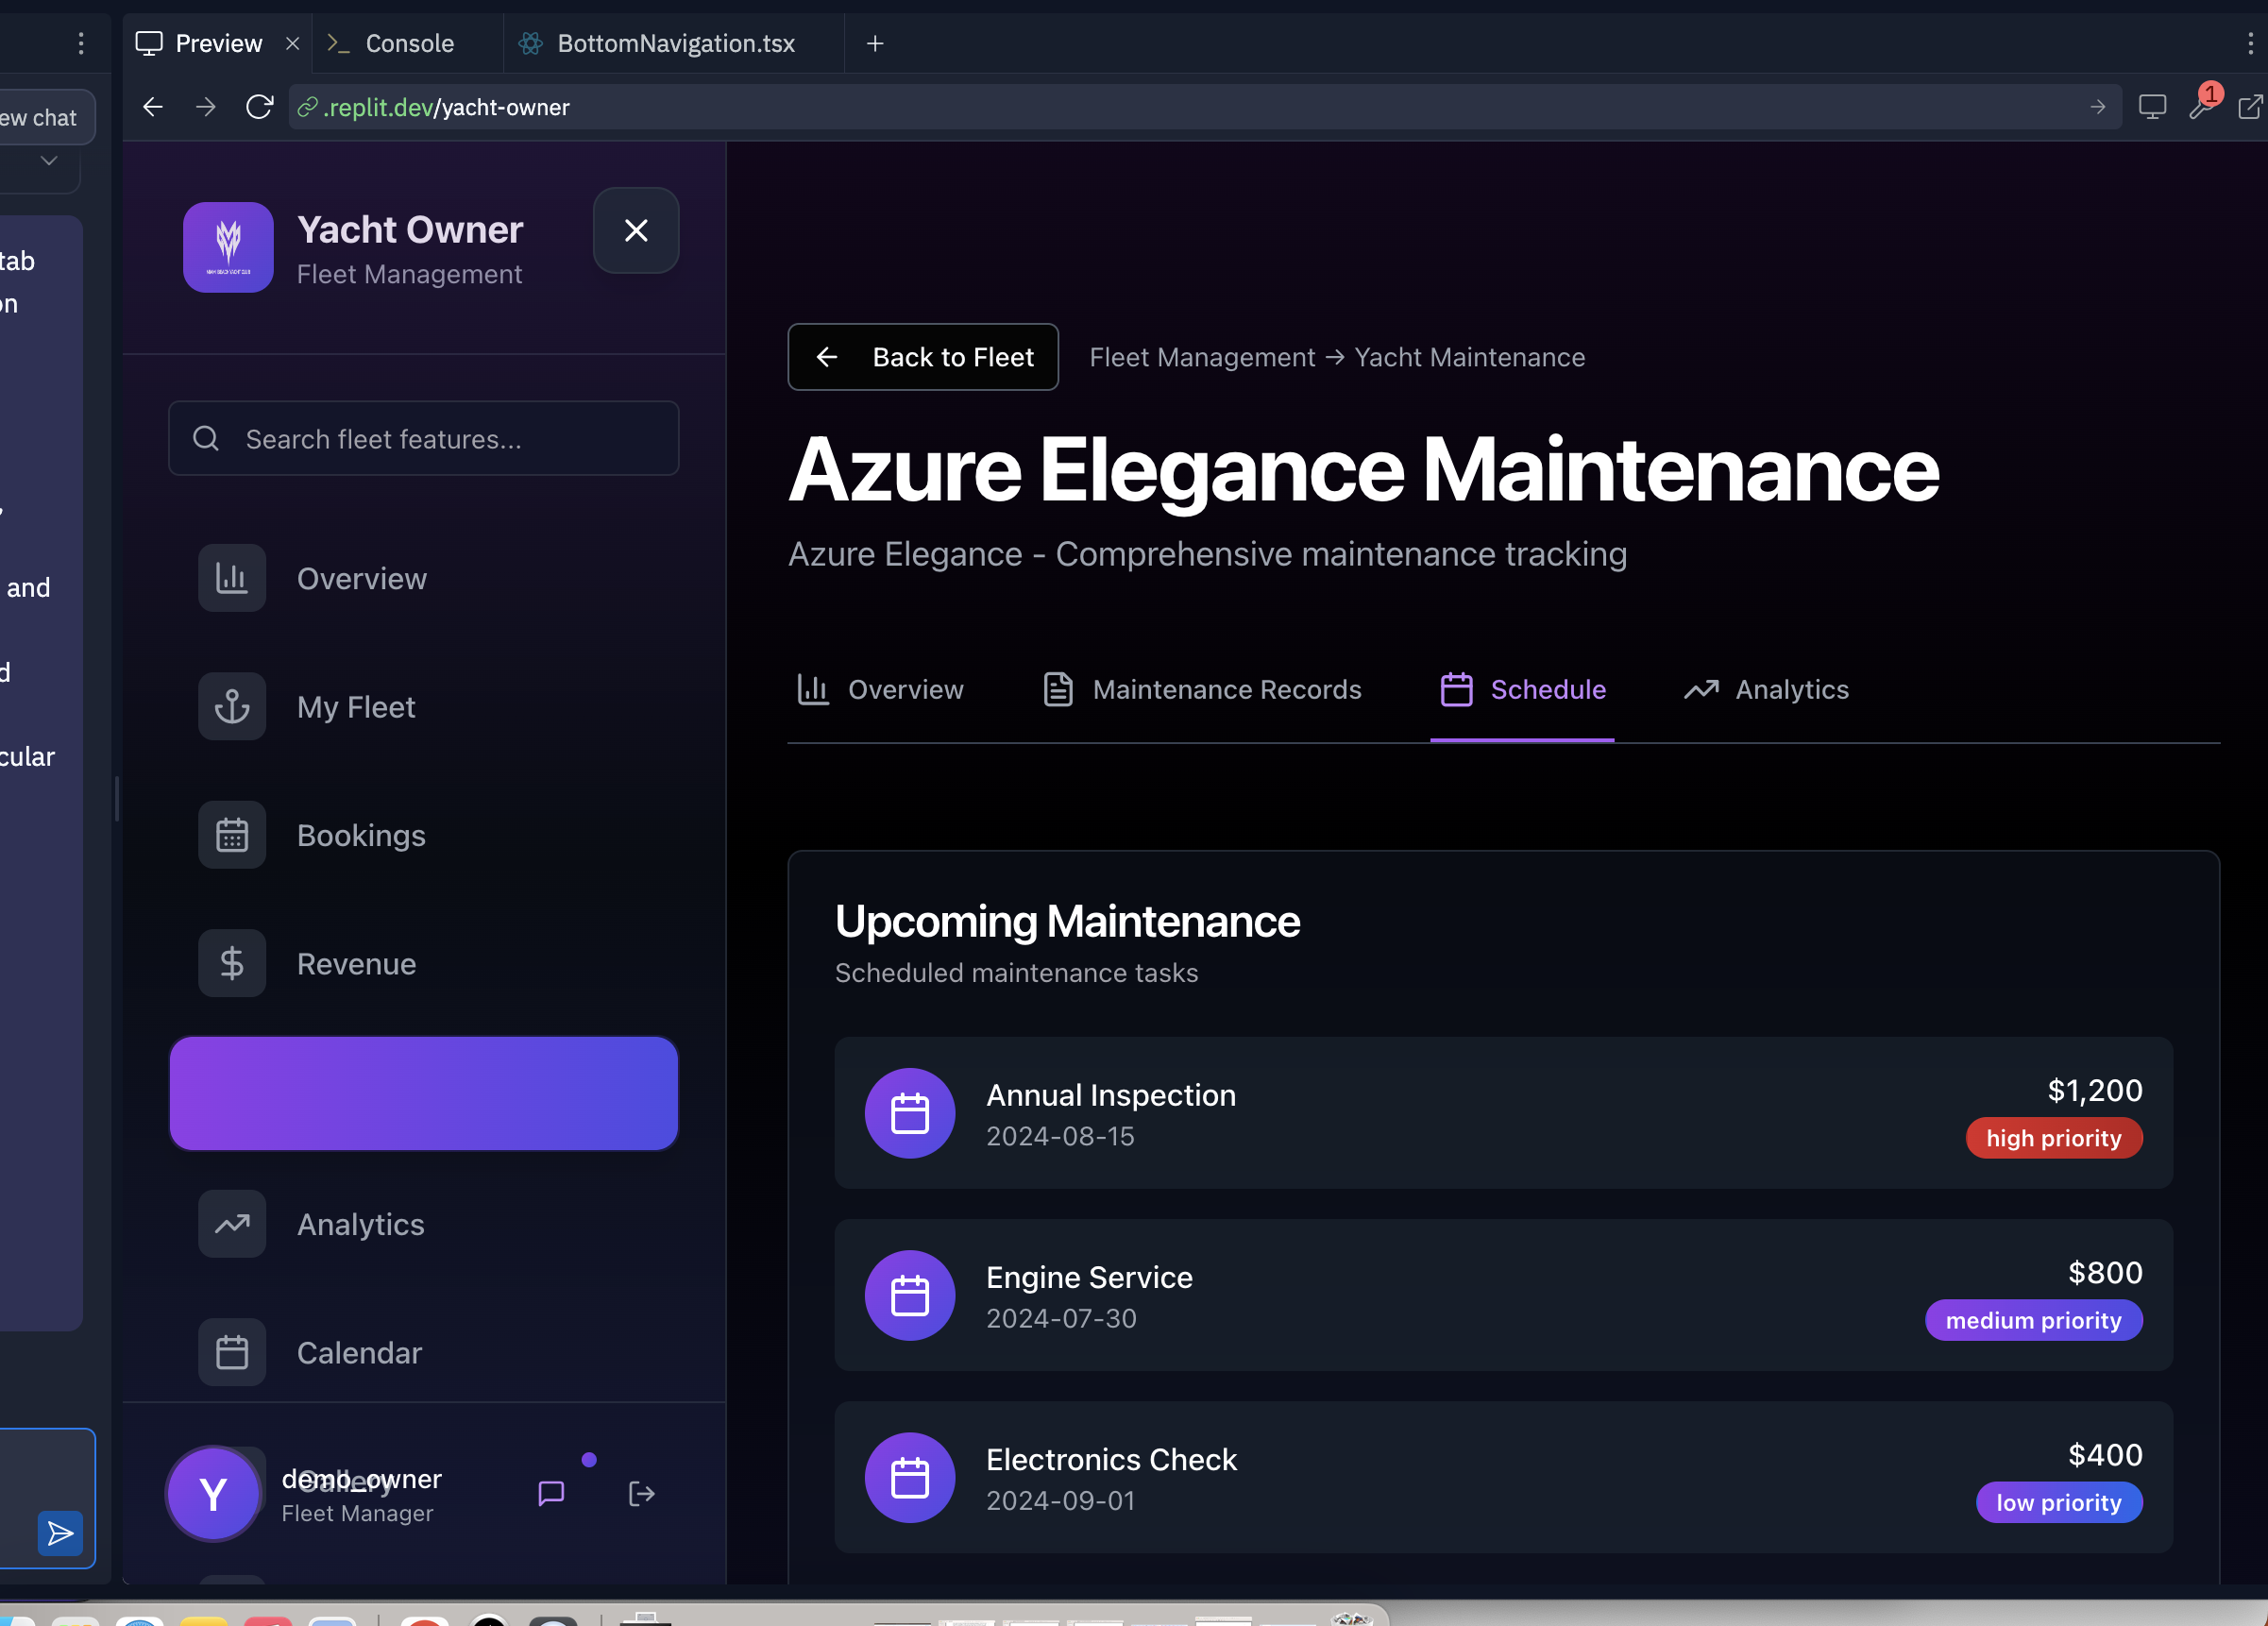 Preview
Console
BottomNavigation.tsx
ew chat
.replit.dev/yacht-owner
1
tab
on
and
d
cular
Yacht Owner
Fleet Management
Search fleet features...
Overview
My Fleet
Bookings
Revenue
Analytics
Calendar
Gallery
Y
demo_owner
Fleet Manager
Back to Fleet
Fleet Management → Yacht Maintenance
Azure Elegance Maintenance
Azure Elegance - Comprehensive maintenance tracking
Overview
Maintenance Records
Schedule
Analytics
Upcoming Maintenance
Scheduled maintenance tasks
Annual Inspection
2024-08-15
$1,200
high priority
Engine Service
2024-07-30
$800
medium priority
Electronics Check
2024-09-01
$400
low priority